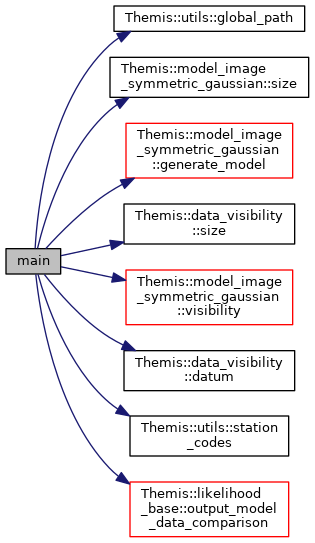 Themis::utils::global_path
Themis::model_image
_symmetric_gaussian::size
Themis::model_image
_symmetric_gaussian
::generate_model
Themis::data_visibility
::size
main
Themis::model_image
_symmetric_gaussian
::visibility
Themis::data_visibility
::datum
Themis::utils::station
_codes
Themis::likelihood
_base::output_model
_data_comparison